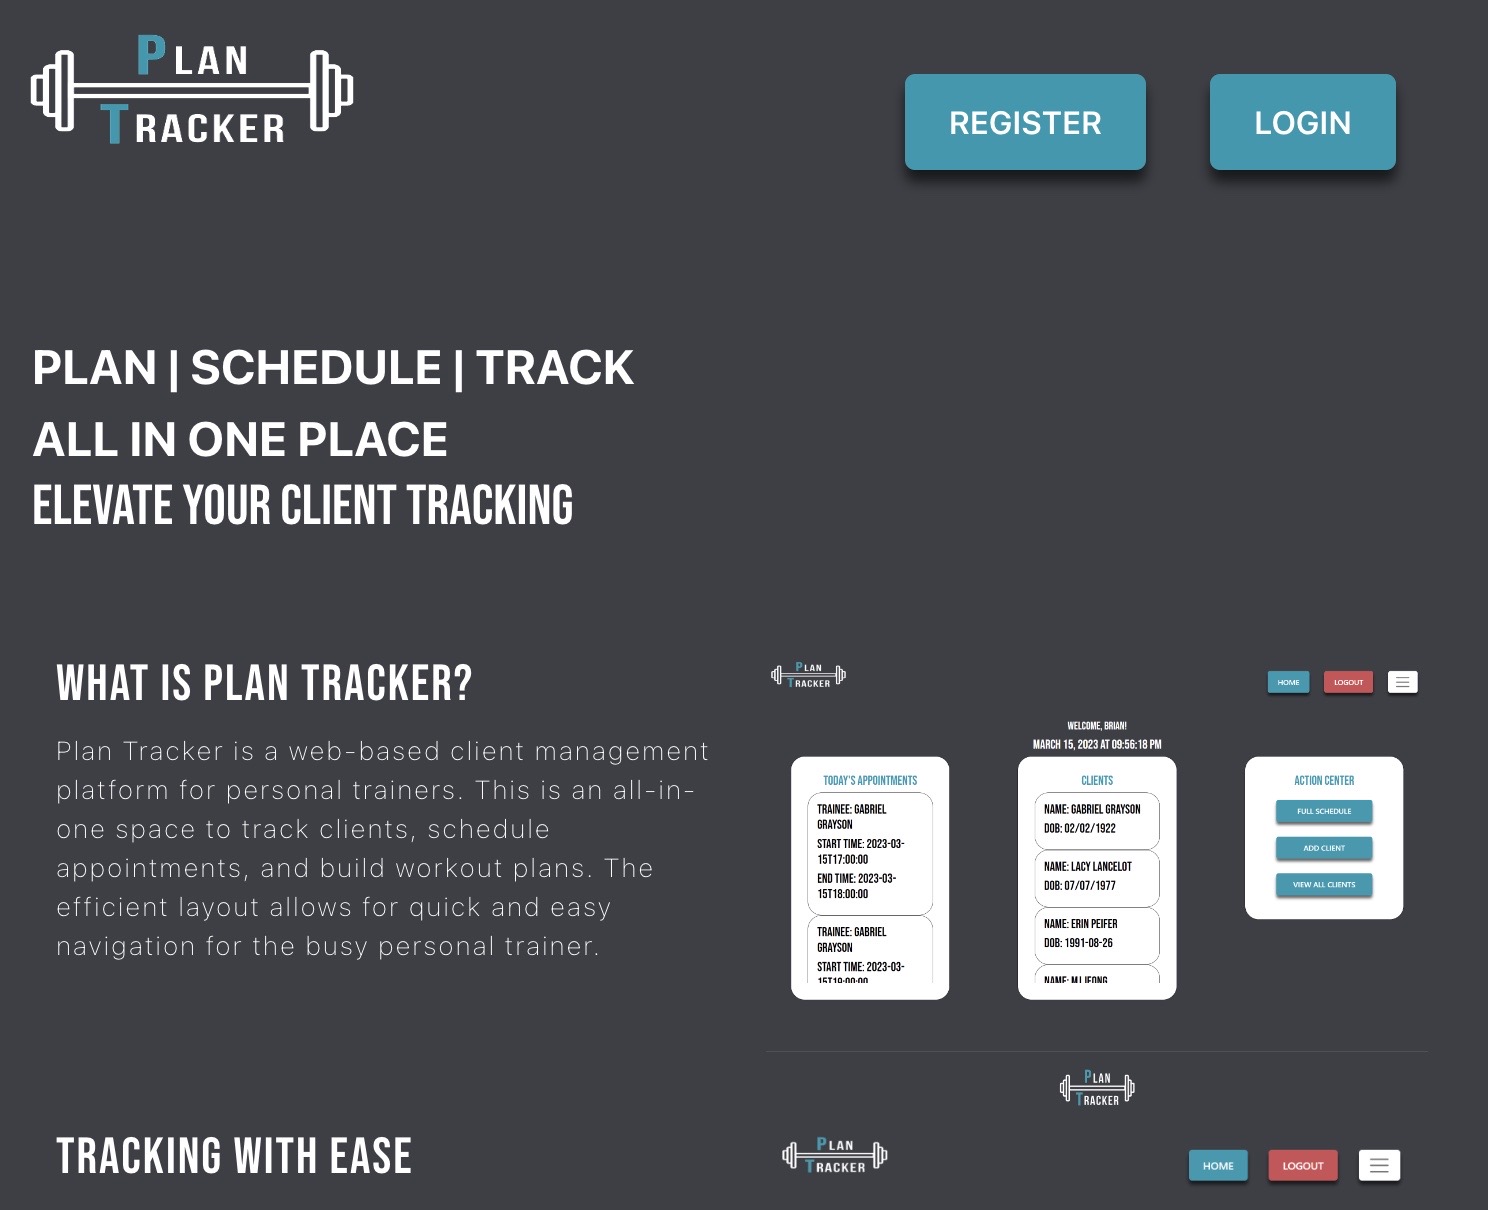 PLAN
TRACKER
REGISTER
LOGIN
PLAN | SCHEDULE | TRACK
ALL IN ONE PLACE
ELEVATE YOUR CLIENT TRACKING
WHAT IS PLAN TRACKER?
Plan Tracker is a web-based client management
platform for personal trainers. This is an all-in-
one space to track clients, schedule
appointments, and build workout plans. The
efficient layout allows for quick and easy
navigation for the busy personal trainer.
PLAN
TRACKER
HOME
LOGOUT
WELCOME, BRIAN!
MARCH 15, 2023 AT 09:56:18 PM
TODAY'S APPOINTMENTS
TRAINEE: GABRIEL
GRAYSON
START TIME: 2023-03-
15T17:00:00
END TIME: 2023-03-
15T18:00:00
TRAINEE: GABRIEL
GRAYSON
START TIME: 2023-03-
15T19:00:00
CLIENTS
NAME: GABRIEL GRAYSON
DOB: 02/02/1922
NAME: LACY LANCELOT
DOB: 07/07/1977
NAME: ERIN PEIFER
DOB: 1991-08-26
NAME: MJ JEONG
ACTION CENTER
FULL SCHEDULE
ADD CLIENT
VIEW ALL CLIENTS
PLAN
TRACKER
TRACKING WITH EASE
PLAN
TRACKER
HOME
LOGOUT